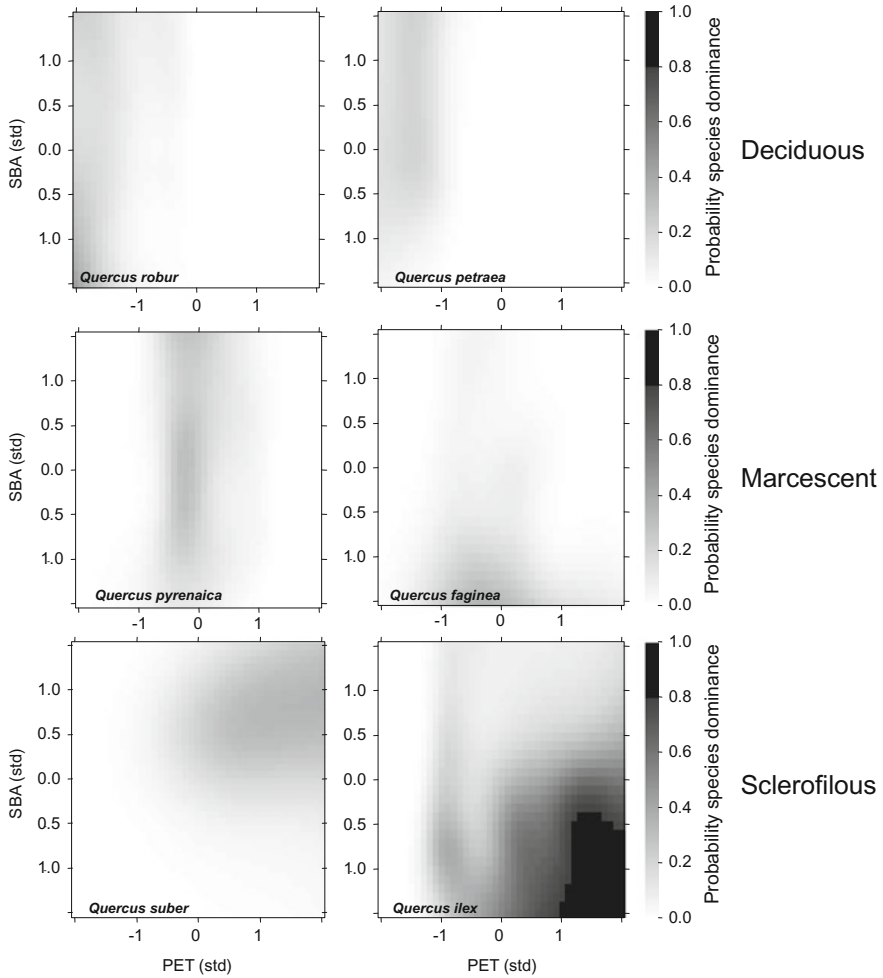 1.0
0.5
0.0
0.5
1.0
SBA (std)
Quercus robur
-1 0 1
1.0
0.5
0.0
0.5
1.0
Quercus petraea
-1 0 1
1.0
0.8
0.6
0.4
0.2
0.0
Probability species dominance
Deciduous
1.0
0.5
0.0
0.5
1.0
SBA (std)
Quercus pyrenaica
-1 0 1
1.0
0.5
0.0
0.5
1.0
Quercus faginea
-1 0 1
1.0
0.8
0.6
0.4
0.2
0.0
Probability species dominance
Marcescent
1.0
0.5
0.0
0.5
1.0
SBA (std)
Quercus suber
-1 0 1
PET (std)
1.0
0.5
0.0
0.5
1.0
Quercus ilex
-1 0 1
PET (std)
1.0
0.8
0.6
0.4
0.2
0.0
Probability species dominance
Sclerofilous